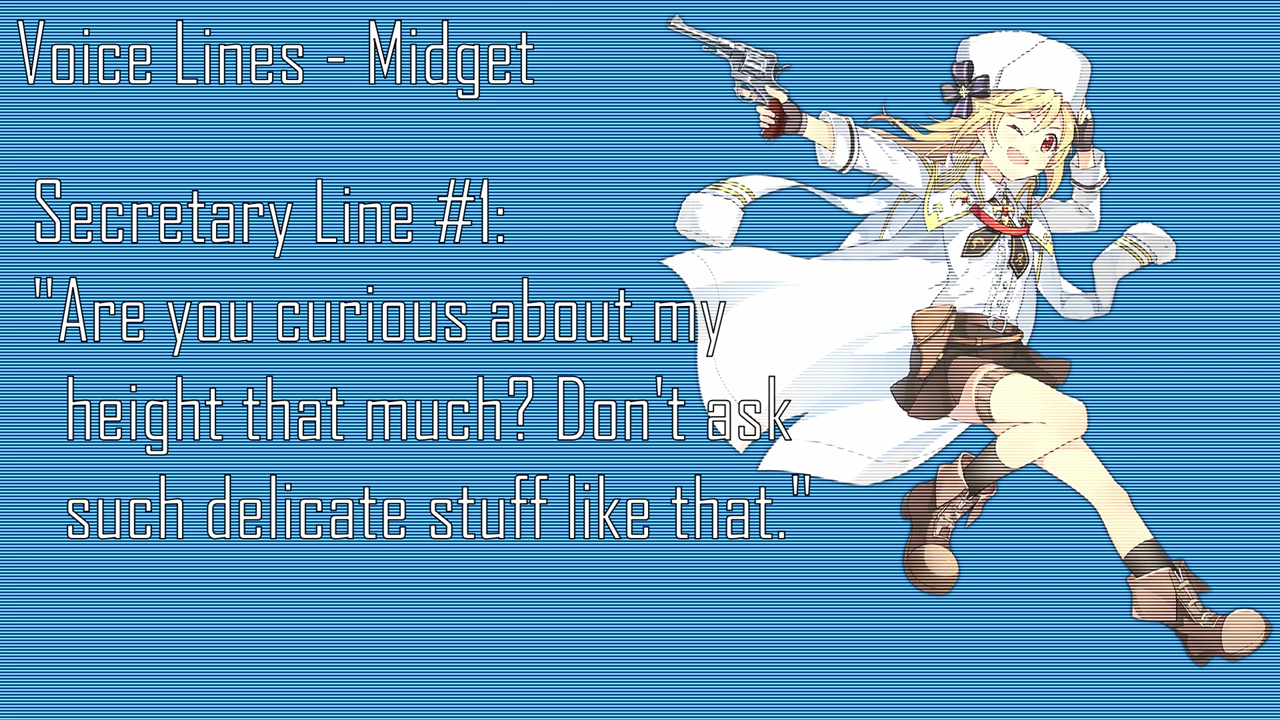 Voice Lines - Midget
Secretary Line #1:
"Are you curious about my
height that much? Don't ask
such delicate stuff like that."